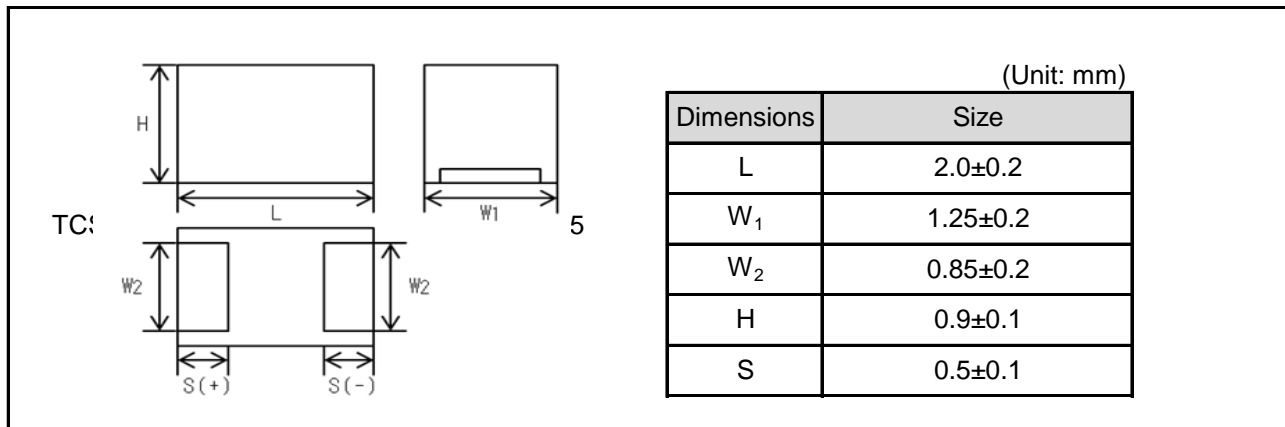 (Unit: mm)
Dimensions Size
L 2.0±0.2
W1 1.25±0.2
W2 0.85±0.2
H 0.9±0.1
S 0.5±0.1
H
L
W1
5
W2
W2
S(+)
S(-)